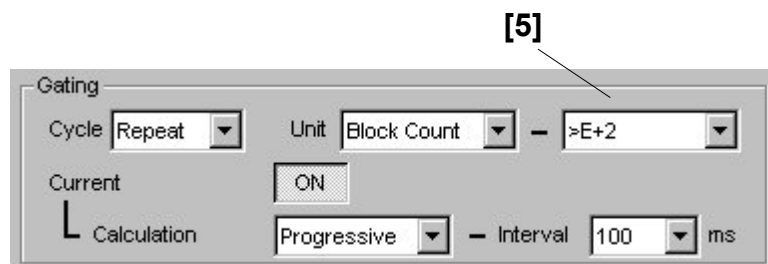 [5]
Gating
Cycle Repeat Unit Block Count – >E+2
Current ON
Calculation Progressive – Interval 100 ms